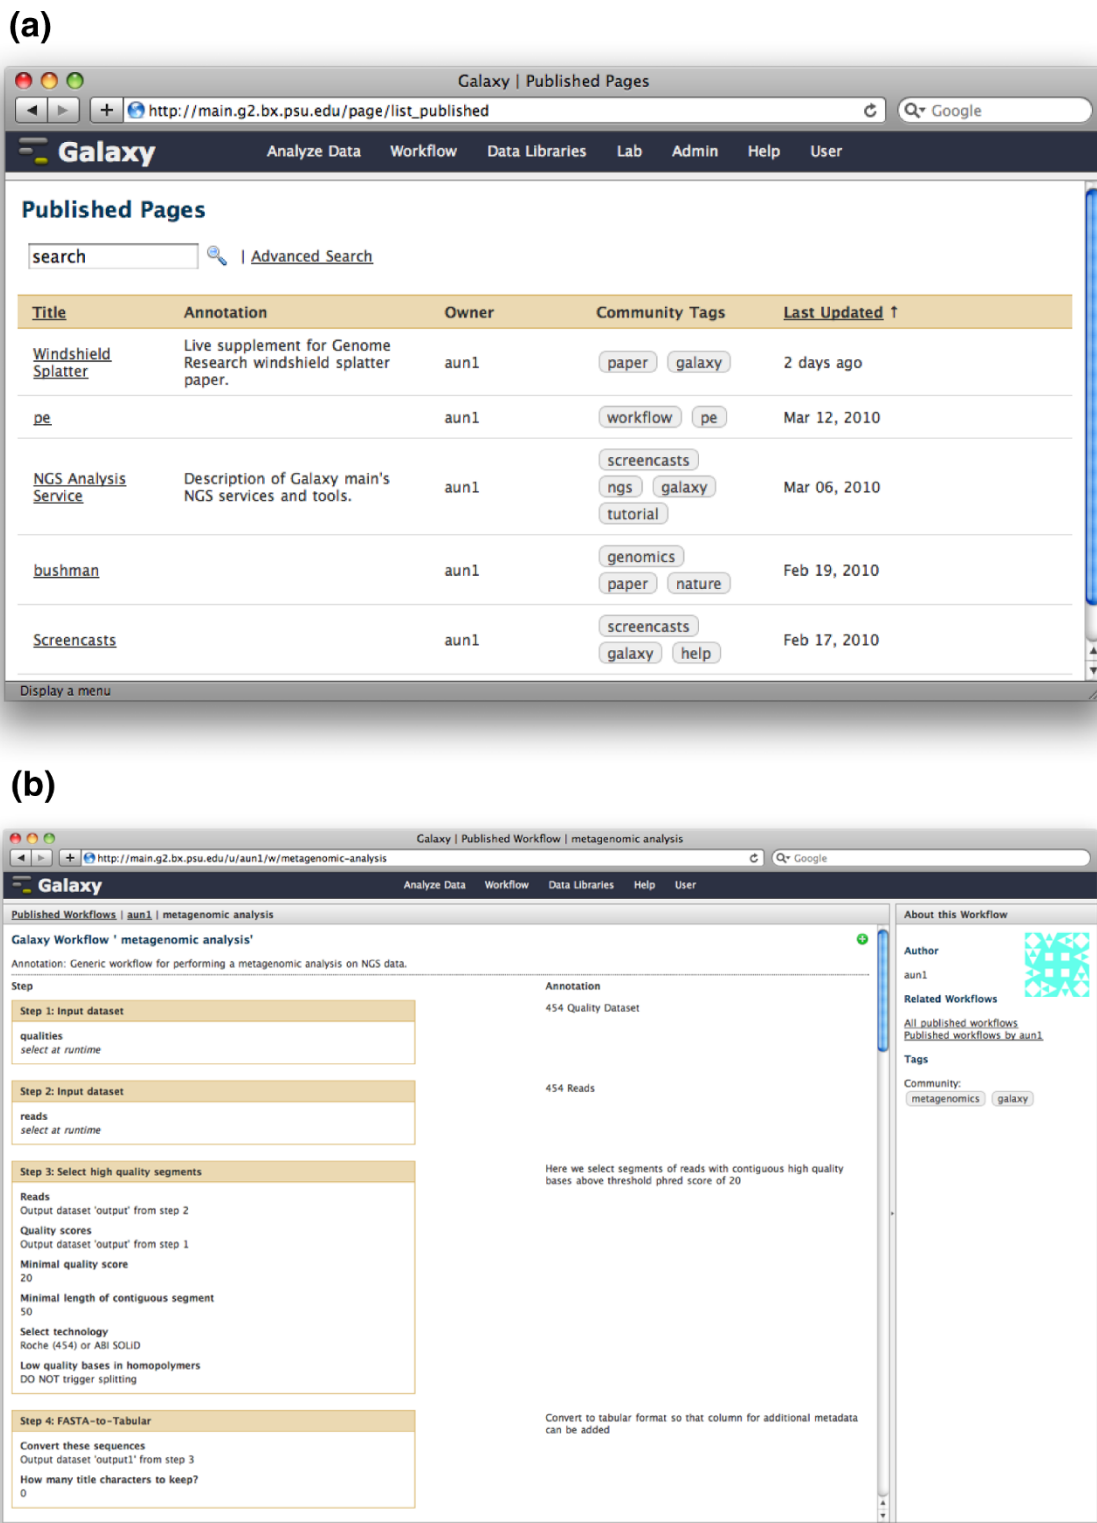 (a)
Galaxy | Published Pages
http://main.g2.bx.psu.edu/page/list_published
Google
Galaxy Analyze Data Workflow Data Libraries Lab Admin Help User
Published Pages
search | Advanced Search
Title Annotation Owner Community Tags Last Updated ↑
Windshield Splatter
Live supplement for Genome
Research windshield splatter
paper.
aun1
paper galaxy
2 days ago
pe
aun1
workflow pe
Mar 12, 2010
NGS Analysis
Service
Description of Galaxy main's
NGS services and tools.
aun1
screencasts
ngs galaxy
tutorial
Mar 06, 2010
bushman
aun1
genomics
paper nature
Feb 19, 2010
Screencasts
aun1
screencasts
galaxy help
Feb 17, 2010
Display a menu
(b)
Galaxy | Published Workflow | metagenomic analysis
http://main.g2.bx.psu.edu/u/aun1/w/metagenomic-analysis
Google
Galaxy Analyze Data Workflow Data Libraries Help User
Published Workflows | aun1 | metagenomic analysis
Galaxy Workflow ' metagenomic analysis'
Annotation: Generic workflow for performing a metagenomic analysis on NGS data.
Step Annotation
Step 1: Input dataset
454 Quality Dataset
qualities
select at runtime
Step 2: Input dataset
454 Reads
reads
select at runtime
Step 3: Select high quality segments
Here we select segments of reads with contiguous high quality
bases above threshold phred score of 20
Reads
Output dataset 'output' from step 2
Quality scores
Output dataset 'output' from step 1
Minimal quality score
20
Minimal length of contiguous segment
50
Select technology
Roche (454) or ABI SOLiD
Low quality bases in homopolymers
DO NOT trigger splitting
Step 4: FASTA-to-Tabular
Convert to tabular format so that column for additional metadata
can be added
Convert these sequences
Output dataset 'output1' from step 3
How many title characters to keep?
0
About this Workflow
Author
aun1
Related Workflows
All published workflows
Published workflows by aun1
Tags
Community:
metagenomics galaxy